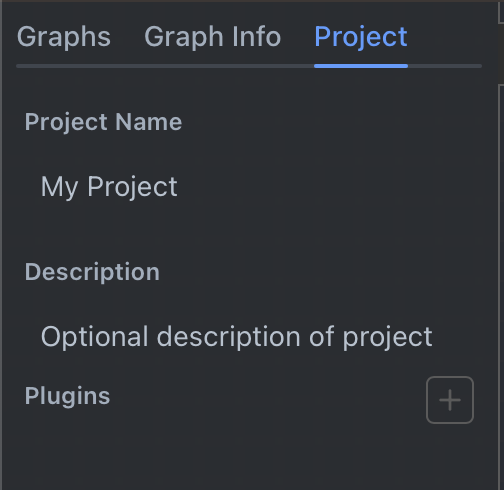 Graphs Graph Info Project
Project Name
My Project
Description
Optional description of project
Plugins